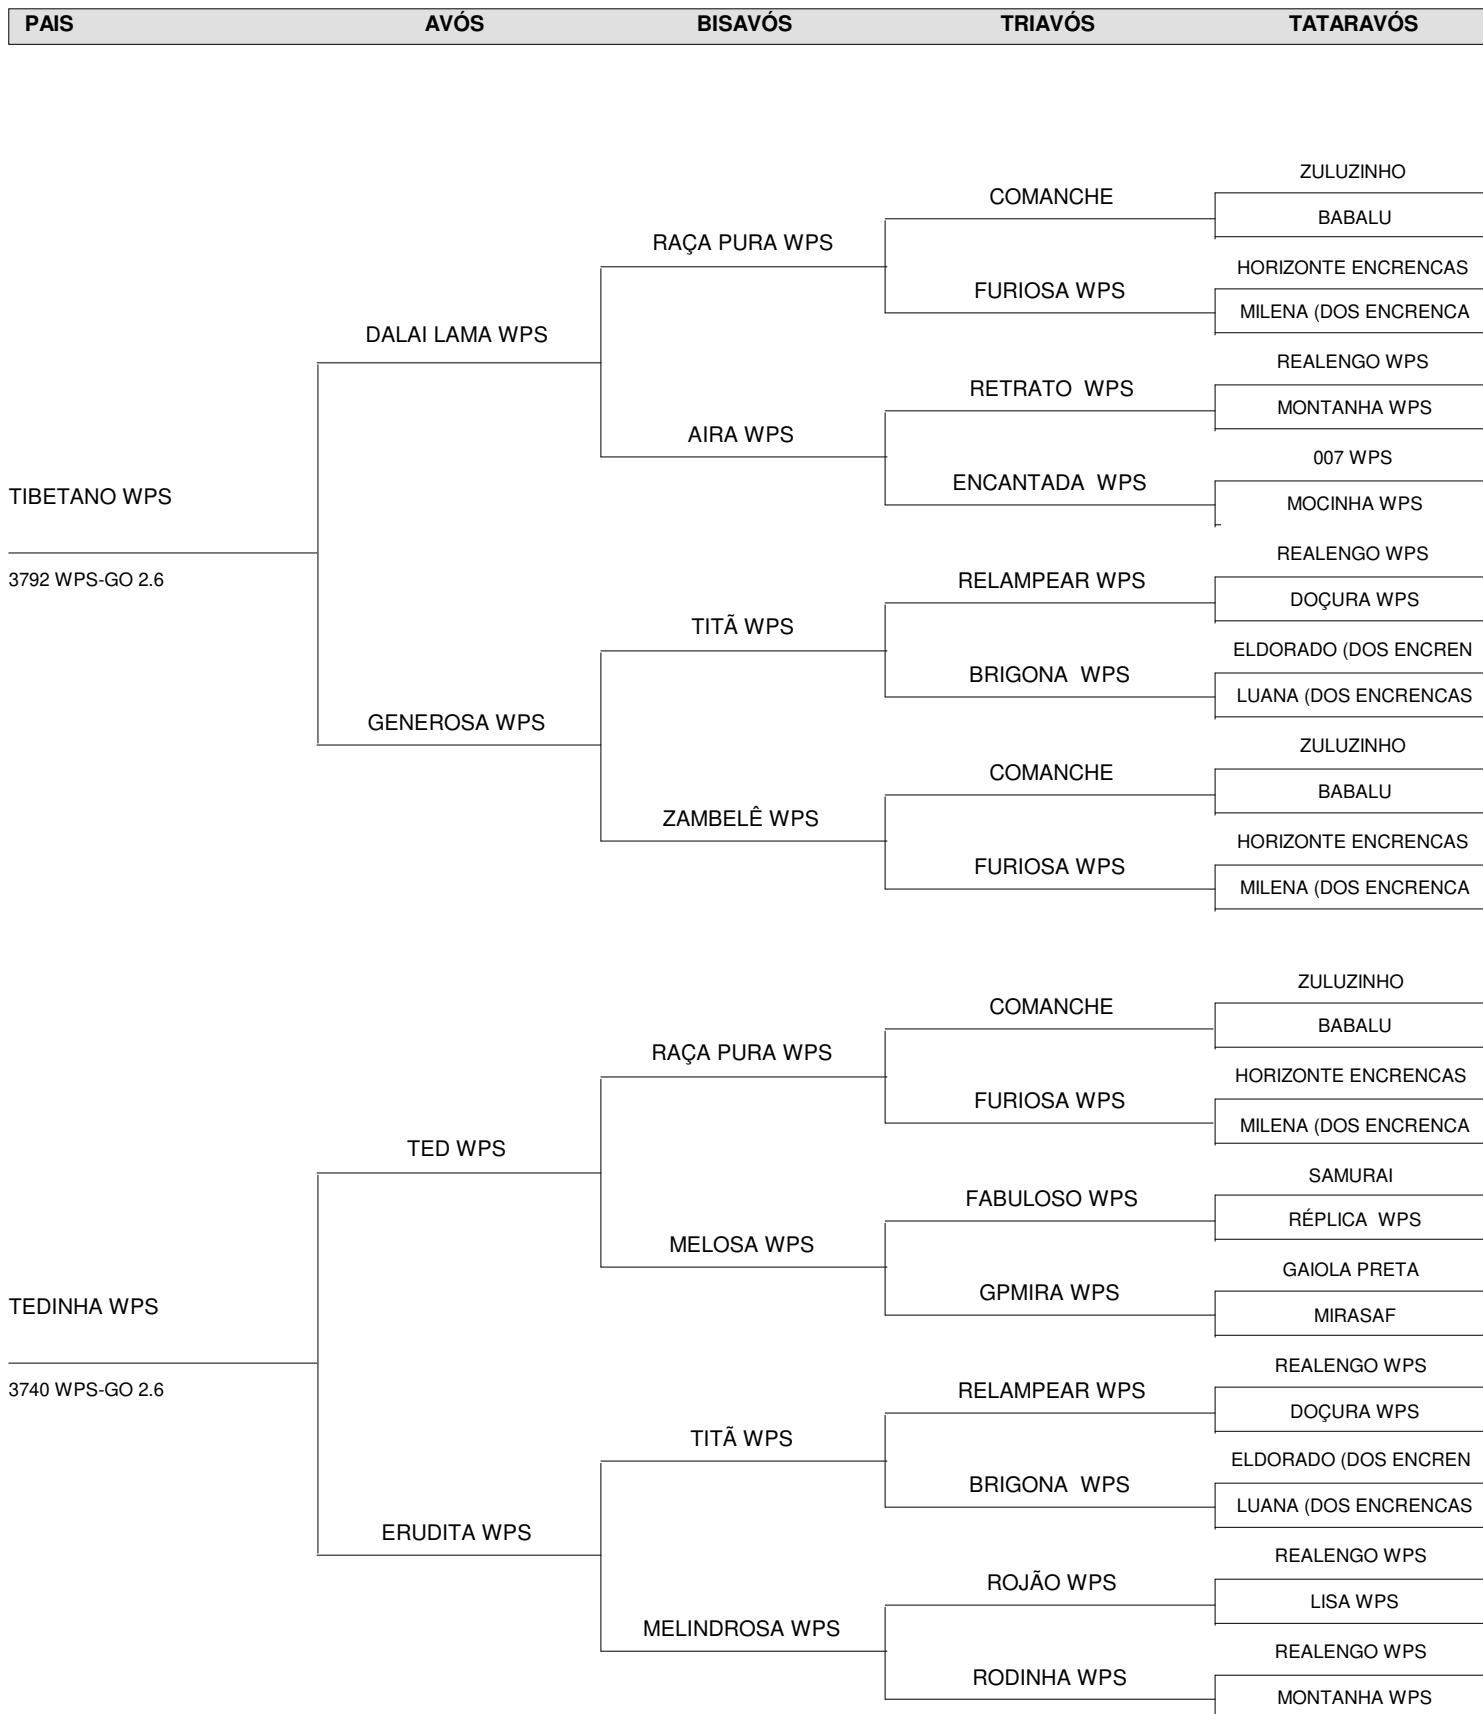 PAIS AVÓS BISAVÓS TRIAVÓS TATARAVÓS
ZULUZINHO
COMANCHE
BABALU
RAÇA PURA WPS
HORIZONTE ENCRENCAS
FURIOSA WPS
MILENA (DOS ENCRENCA
DALAI LAMA WPS
REALENGO WPS
RETRATO WPS
MONTANHA WPS
AIRA WPS
007 WPS
ENCANTADA WPS
MOCINHA WPS
TIBETANO WPS
3792 WPS-GO 2.6
REALENGO WPS
RELAMPEAR WPS
DOÇURA WPS
TITÃ WPS
ELDORADO (DOS ENCREN
BRIGONA WPS
LUANA (DOS ENCRENCAS
GENEROSA WPS
ZULUZINHO
COMANCHE
BABALU
ZAMBELÊ WPS
HORIZONTE ENCRENCAS
FURIOSA WPS
MILENA (DOS ENCRENCA
ZULUZINHO
COMANCHE
BABALU
RAÇA PURA WPS
HORIZONTE ENCRENCAS
FURIOSA WPS
MILENA (DOS ENCRENCA
TED WPS
SAMURAI
FABULOSO WPS
RÉPLICA WPS
MELOSA WPS
GAIOLA PRETA
GPMIRA WPS
MIRASAF
TEDINHA WPS
3740 WPS-GO 2.6
REALENGO WPS
RELAMPEAR WPS
DOÇURA WPS
TITÃ WPS
ELDORADO (DOS ENCREN
BRIGONA WPS
LUANA (DOS ENCRENCAS
ERUDITA WPS
REALENGO WPS
ROJÃO WPS
LISA WPS
MELINDROSA WPS
REALENGO WPS
RODINHA WPS
MONTANHA WPS